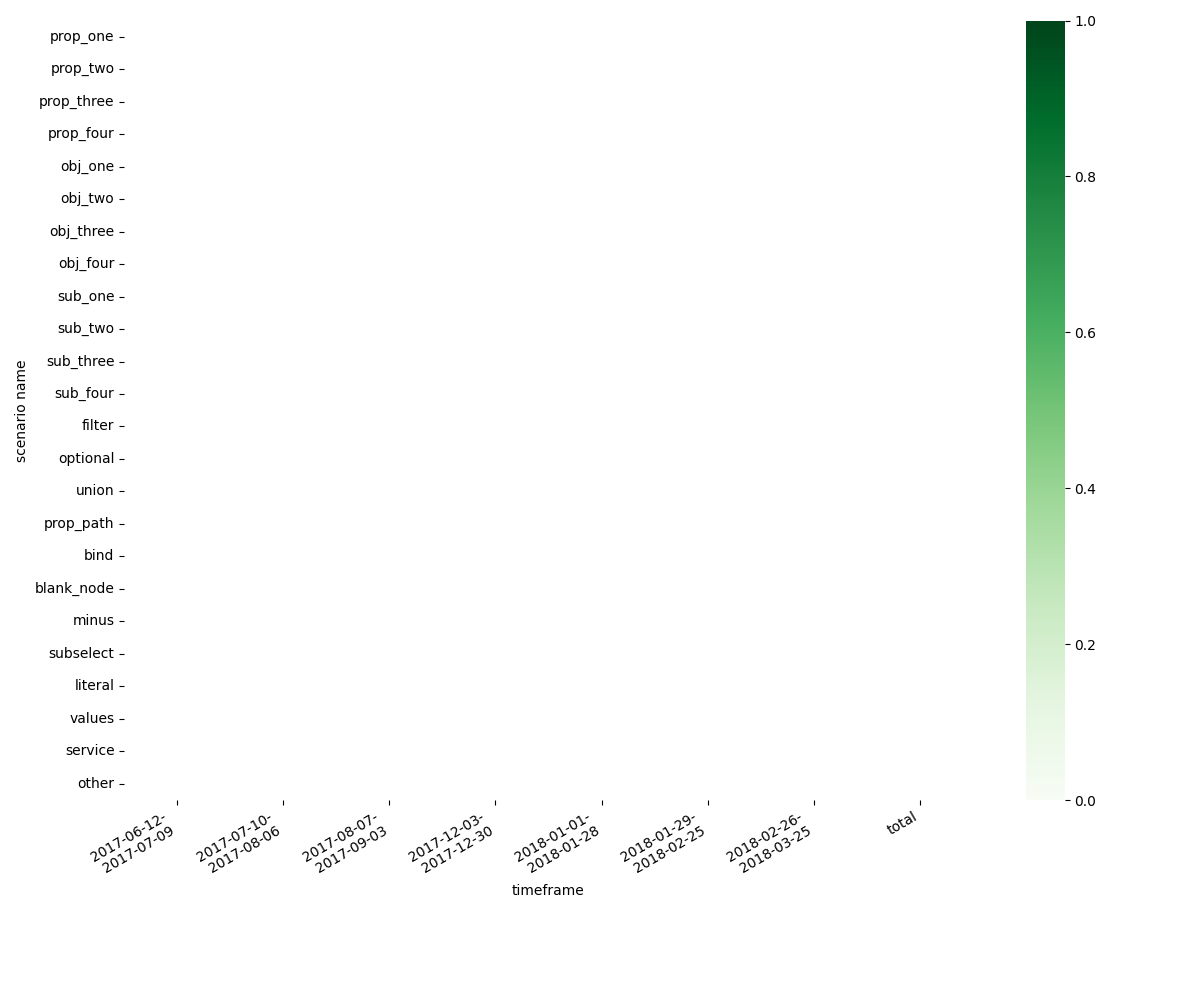 prop_one
prop_two
prop_three
prop_four
obj_one
obj_two
obj_three
obj_four
sub_one
sub_two
sub_three
sub_four
filter
optional
union
prop_path
bind
blank_node
minus
subselect
literal
values
service
other
scenario name
2017-06-12-
2017-07-09
2017-07-10-
2017-08-06
2017-08-07-
2017-09-03
2017-12-03-
2017-12-30
2018-01-01-
2018-01-28
2018-01-29-
2018-02-25
2018-02-26-
2018-03-25
total
timeframe
1.0
0.8
0.6
0.4
0.2
0.0